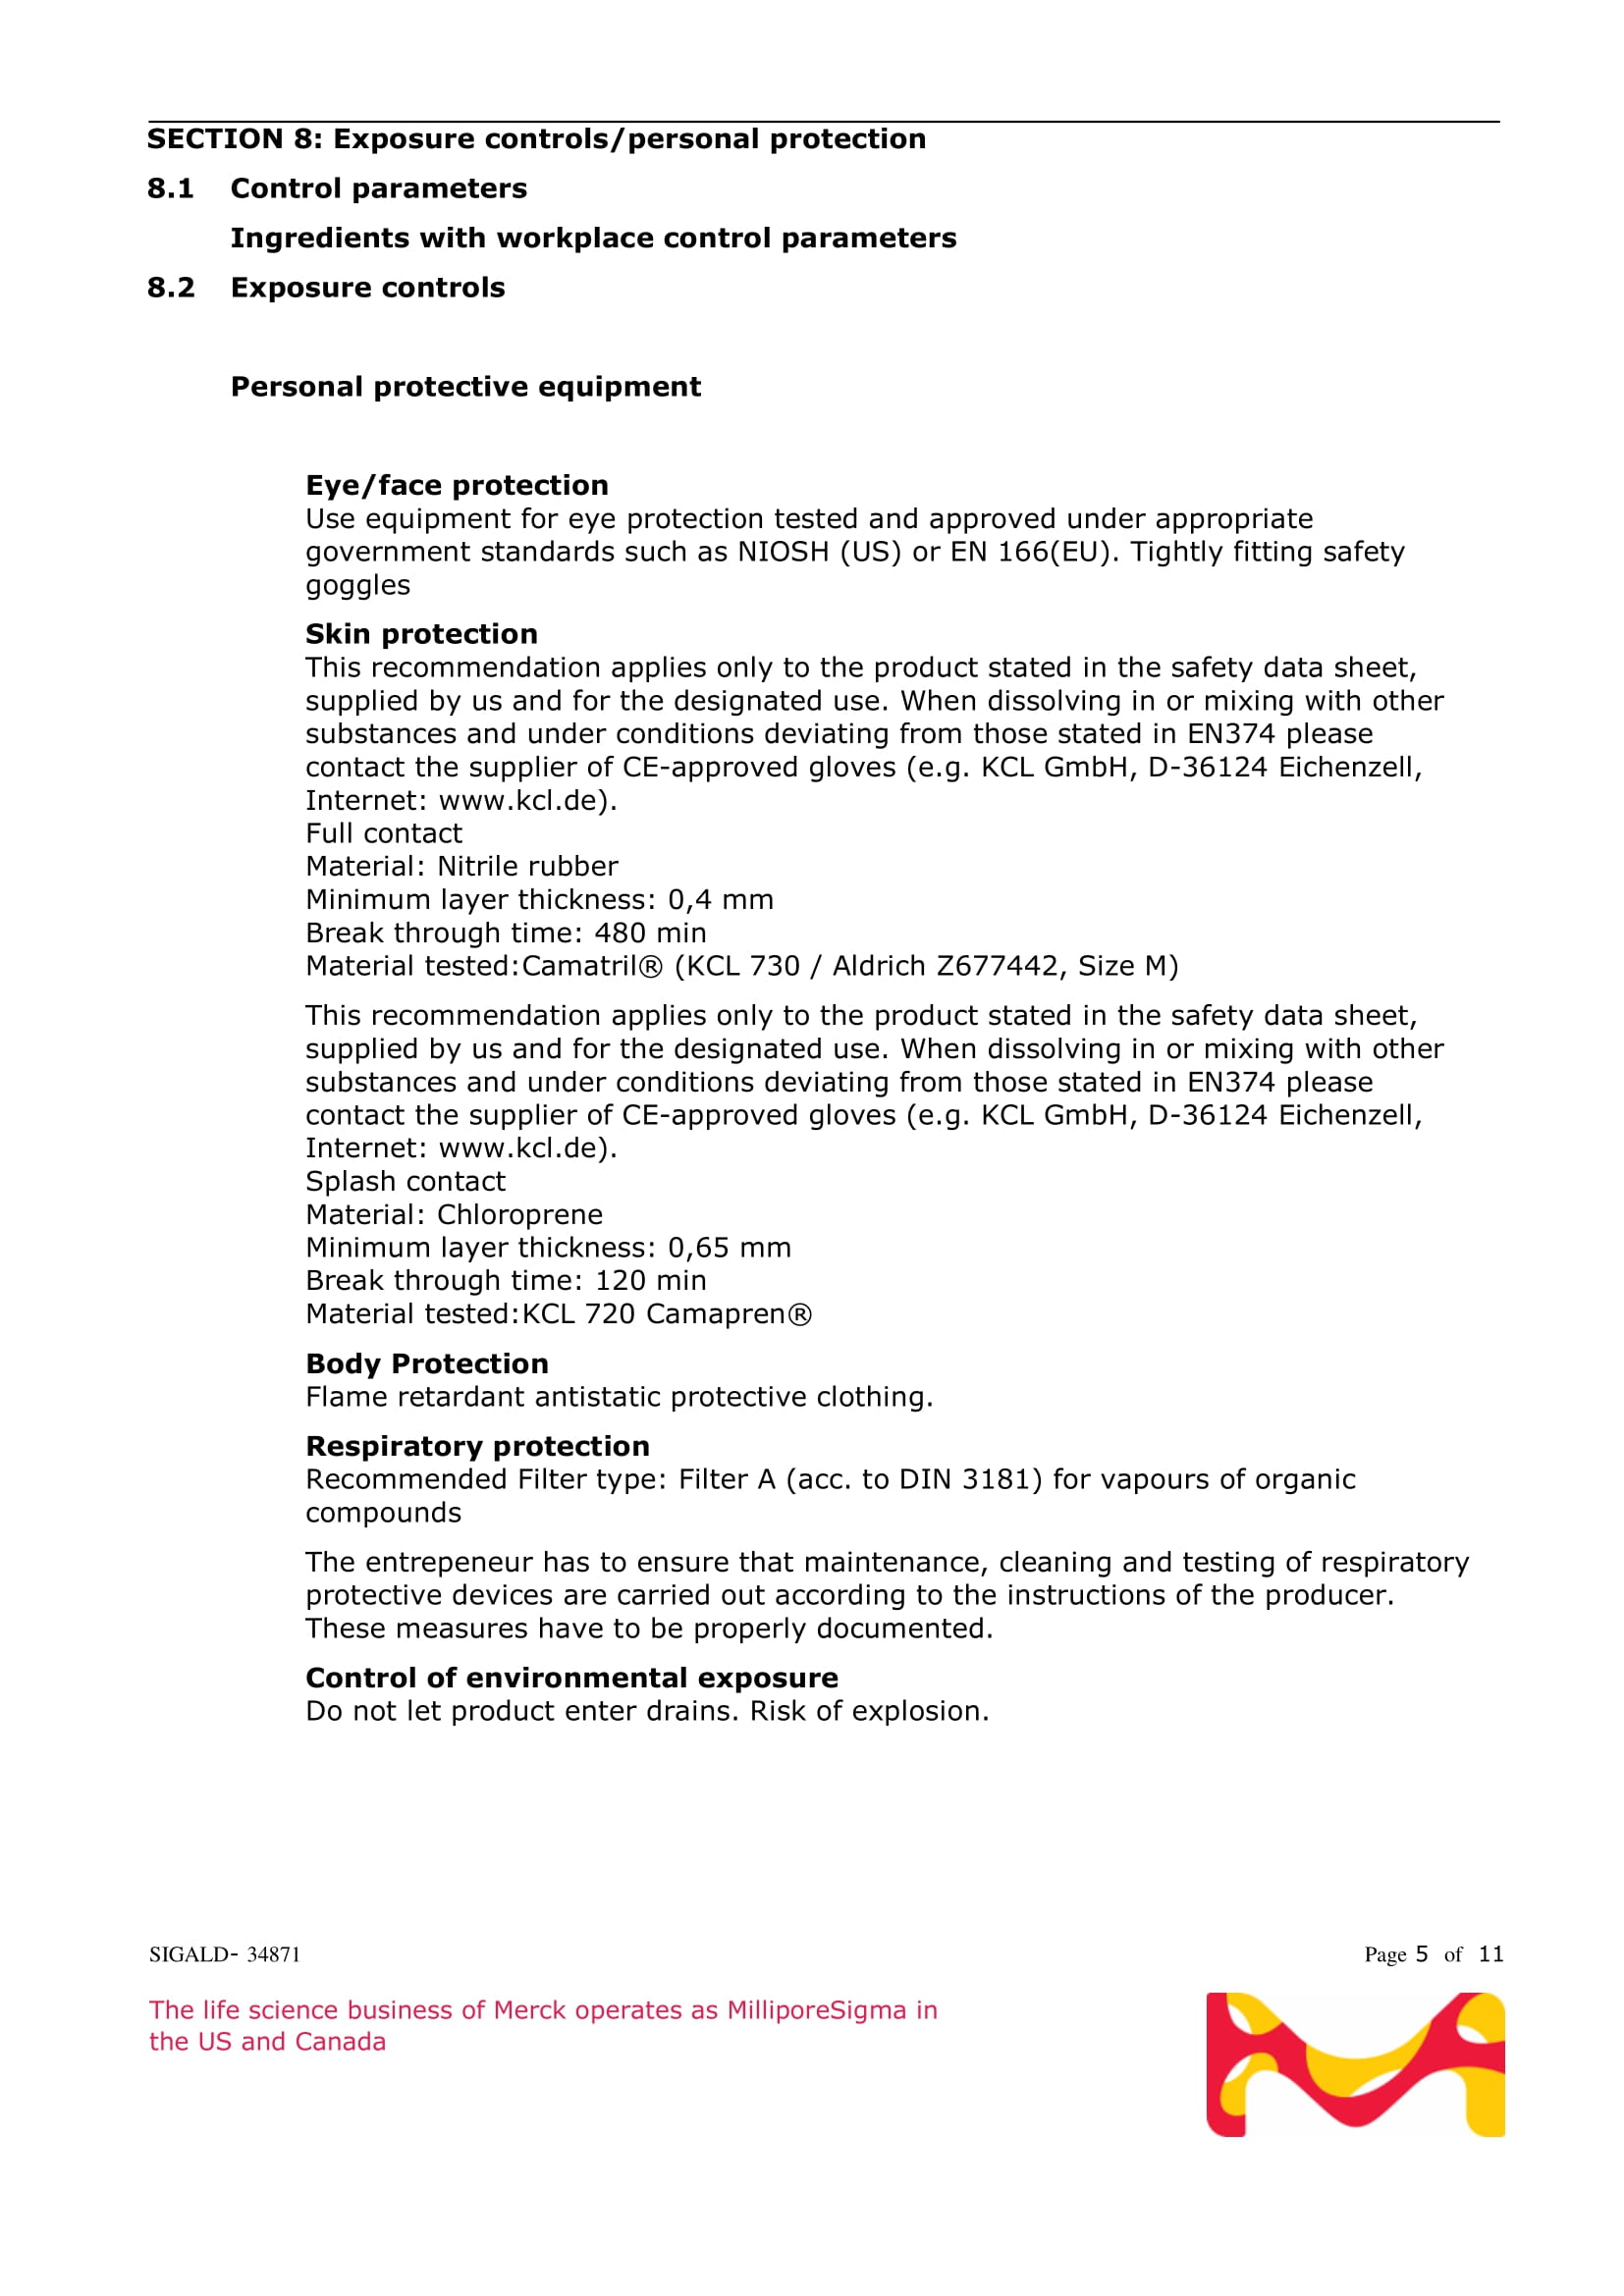 SECTION 8: Exposure controls/personal protection
8.1 Control parameters
Ingredients with workplace control parameters
8.2 Exposure controls
Personal protective equipment
Eye/face protection
Use equipment for eye protection tested and approved under appropriate
government standards such as NIOSH (US) or EN 166(EU). Tightly fitting safety
goggles
Skin protection
This recommendation applies only to the product stated in the safety data sheet,
supplied by us and for the designated use. When dissolving in or mixing with other
substances and under conditions deviating from those stated in EN374 please
contact the supplier of CE-approved gloves (e.g. KCL GmbH, D-36124 Eichenzell,
Internet: www.kcl.de).
Full contact
Material: Nitrile rubber
Minimum layer thickness: 0,4 mm
Break through time: 480 min
Material tested:Camatril® (KCL 730 / Aldrich Z677442, Size M)
This recommendation applies only to the product stated in the safety data sheet,
supplied by us and for the designated use. When dissolving in or mixing with other
substances and under conditions deviating from those stated in EN374 please
contact the supplier of CE-approved gloves (e.g. KCL GmbH, D-36124 Eichenzell,
Internet: www.kcl.de).
Splash contact
Material: Chloroprene
Minimum layer thickness: 0,65 mm
Break through time: 120 min
Material tested:KCL 720 Camapren®
Body Protection
Flame retardant antistatic protective clothing.
Respiratory protection
Recommended Filter type: Filter A (acc. to DIN 3181) for vapours of organic
compounds
The entrepeneur has to ensure that maintenance, cleaning and testing of respiratory
protective devices are carried out according to the instructions of the producer.
These measures have to be properly documented.
Control of environmental exposure
Do not let product enter drains. Risk of explosion.
SIGALD- 34871 Page 5 of 11
The life science business of Merck operates as MilliporeSigma in
the US and Canada